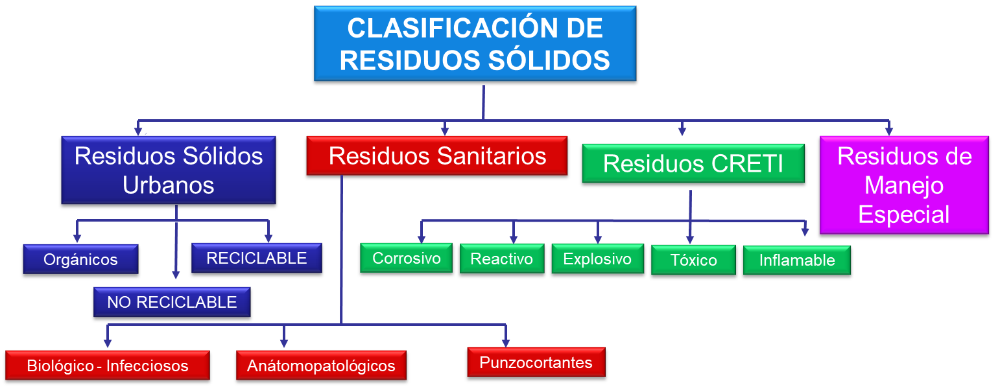 CLASIFICACIÓN DE
RESIDUOS SÓLIDOS
Residuos Sólidos
Urbanos
Residuos Sanitarios
Residuos CRETI
Residuos de
Manejo
Especial
Orgánicos
RECICLABLE
NO RECICLABLE
Corrosivo
Reactivo
Explosivo
Tóxico
Inflamable
Biológico - Infecciosos
Anátomopatológicos
Punzocortantes